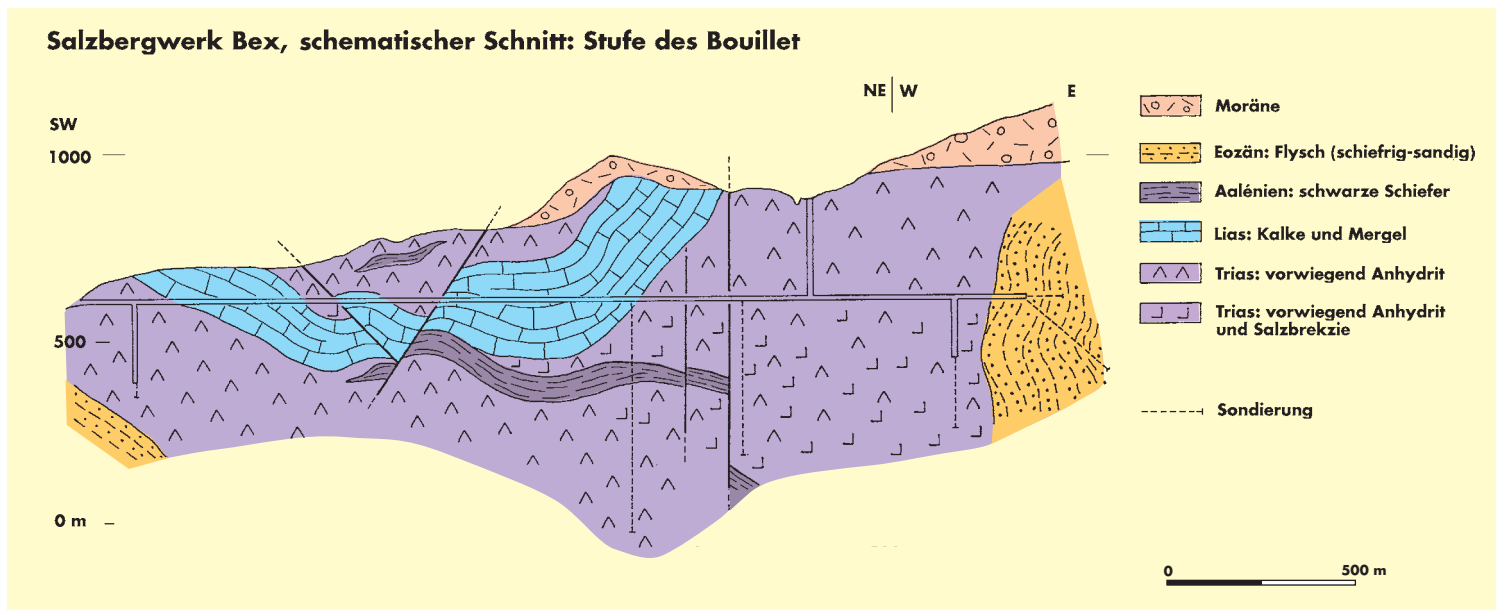 Salzbergwerk Bex, schematischer Schnitt: Stufe des Bouillet
NE W
E
SW
1000
500
0 m
Moräne
Eozän: Flysch (schiefrig-sandig)
Aalénien: schwarze Schiefer
Lias: Kalke und Mergel
Trias: vorwiegend Anhydrit
Trias: vorwiegend Anhydrit
und Salzbrekzie
Sondierung
0 500 m